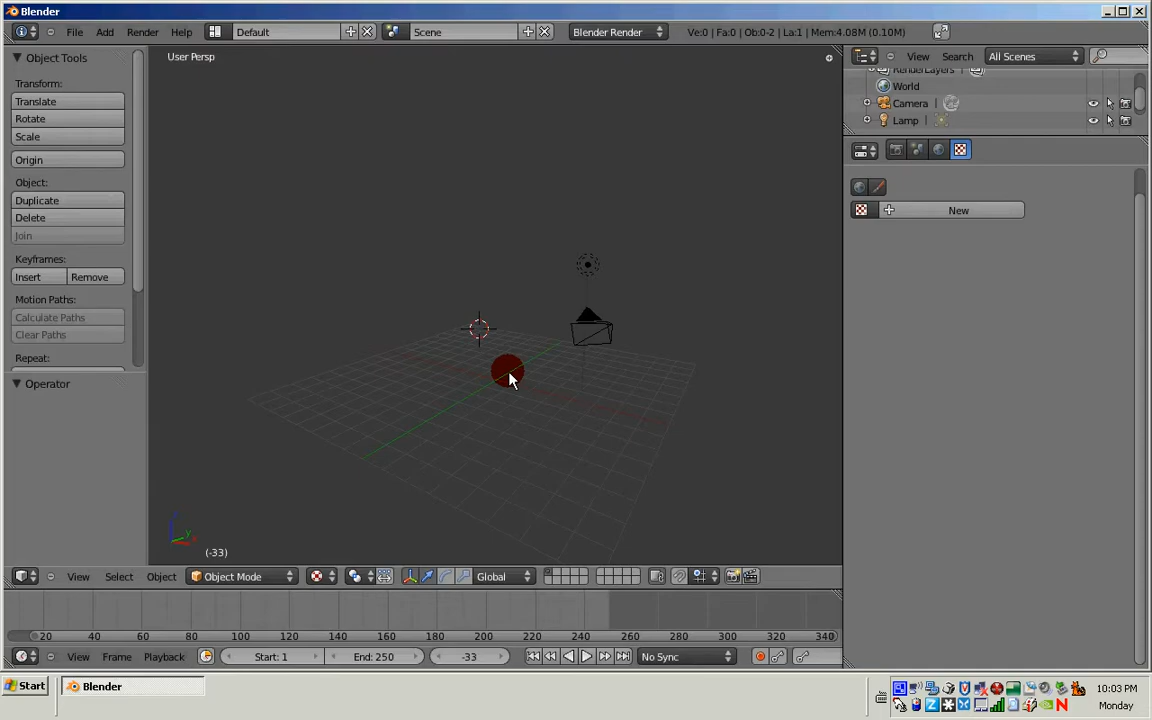 Blender
File Add Render Help Default Scene Blender Render Ve:0 | Fa:0 | Ob:0-2 | La:1 | Mem:4.08M (0.10M)
View Search All Scenes
Object Tools
User Persp
RenderLayers
World
Camera
Lamp
Transform:
Translate
Rotate
Scale
Origin
Object:
Duplicate
Delete
Join
New
Keyframes:
Insert Remove
Motion Paths:
Calculate Paths
Clear Paths
Repeat:
Operator
(-33)
View Select Object Object Mode Global
20 40 60 80 100 120 140 160 180 200 220 240 260 280 300 320 340
View Frame Playback Start: 1 End: 250 -33 No Sync
Start Blender
10:03 PM
Monday